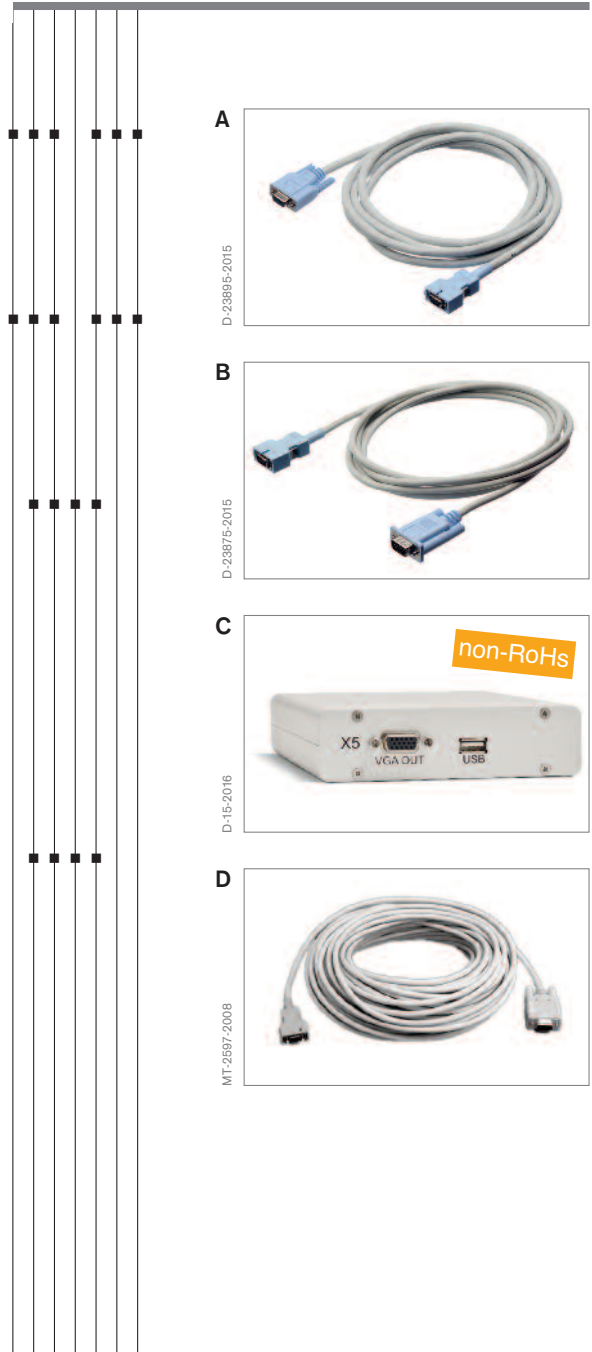 A
D-23895-2015
B
D-23875-2015
C
non-RoHs
X5
VGA OUT
USB
D-15-2016
D
MT-2597-2008